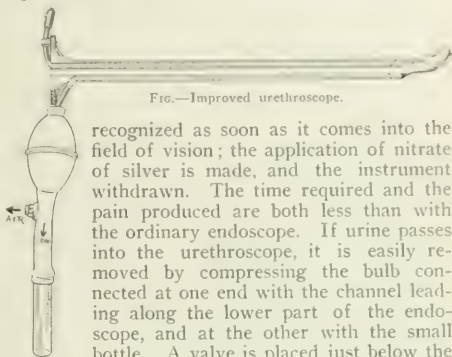 FIG.—Improved urethroscope.
recognized as soon as it comes into the
field of vision; the application of nitrate
of silver is made, and the instrument
withdrawn. The time required and the
pain produced are both less than with
the ordinary endoscope. If urine passes
into the urethroscope, it is easily re-
moved by compressing the bulb con-
nected at one end with the channel lead-
ing along the lower part of the endo-
scope, and at the other with the small
bottle. A valve is placed just below the